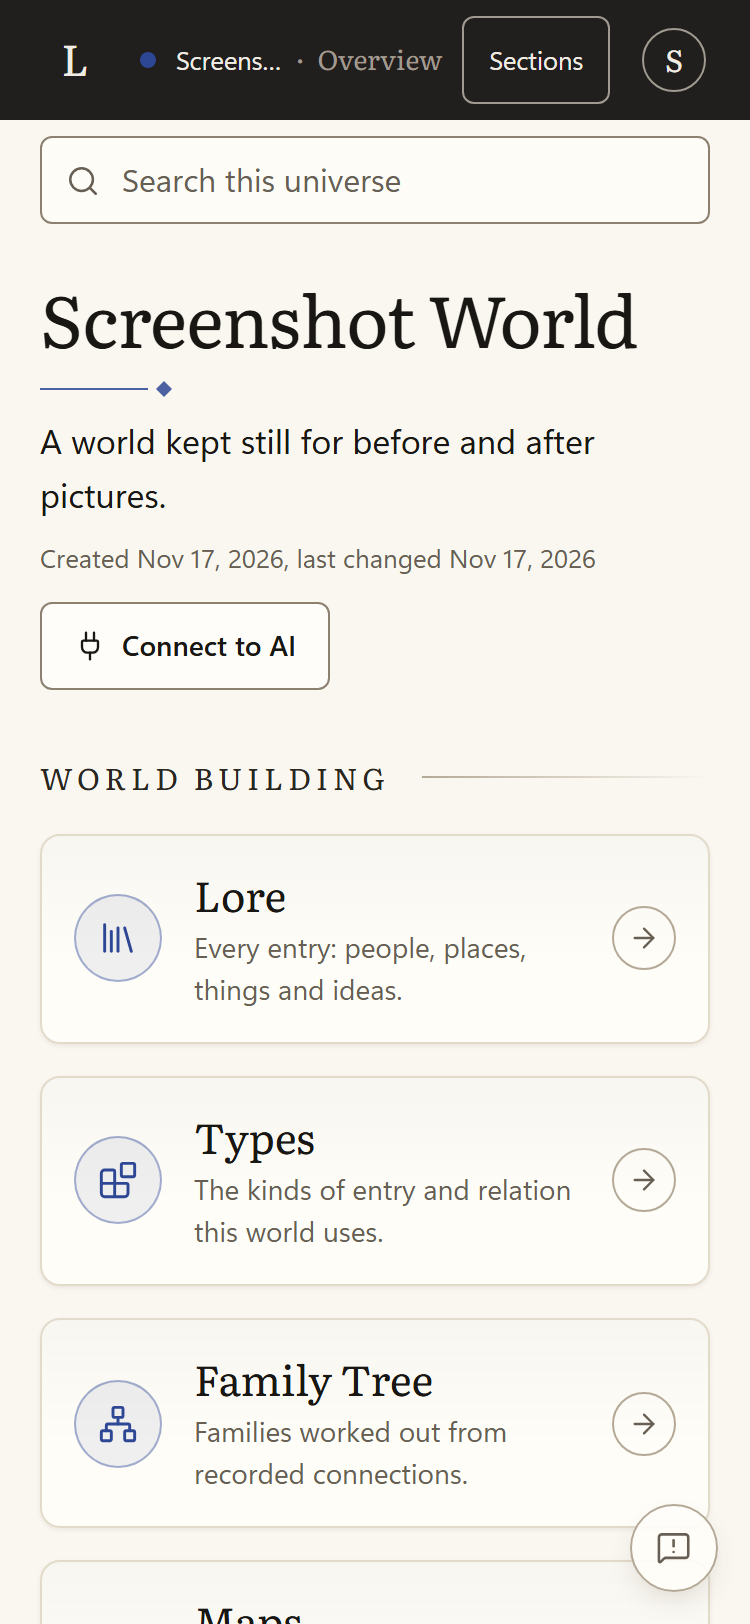 L Screens... · Overview Sections S
Search this universe
Screenshot World
A world kept still for before and after
pictures.
Created Nov 17, 2026, last changed Nov 17, 2026
Connect to AI
WORLD BUILDING
Lore
Every entry: people, places,
things and ideas.
Types
The kinds of entry and relation
this world uses.
Family Tree
Families worked out from
recorded connections.
Maps